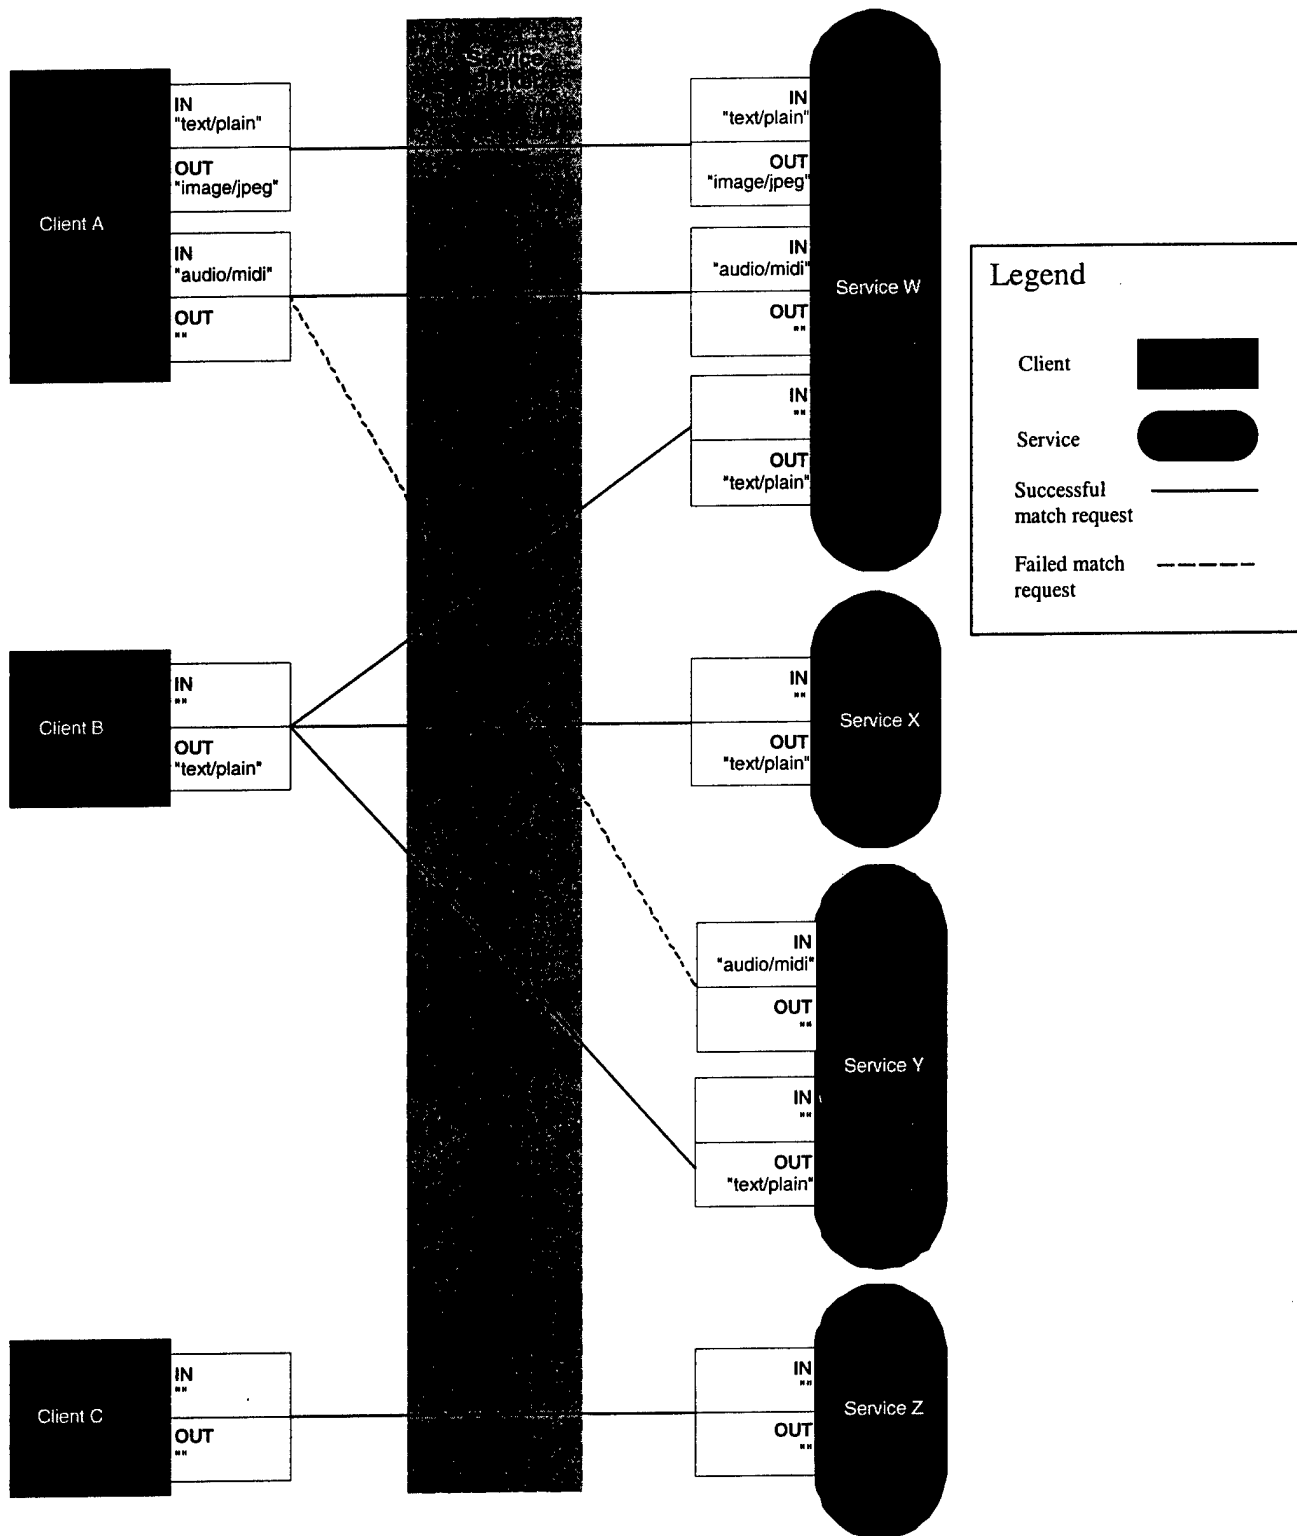 Service
Broker
IN
"text/plain"
OUT
"image/jpeg"
Client A
IN
"audio/midi"
OUT
""
IN
"text/plain"
OUT
"image/jpeg"
IN
"audio/midi"
OUT
""
Service W
IN
""
OUT
"text/plain"
Legend
Client
Service
Successful
match request
Failed match
request
Client B
IN
""
OUT
"text/plain"
IN
""
OUT
"text/plain"
Service X
IN
"audio/midi"
OUT
""
Service Y
IN
""
OUT
"text/plain"
Client C
IN
""
OUT
""
IN
""
OUT
""
Service Z